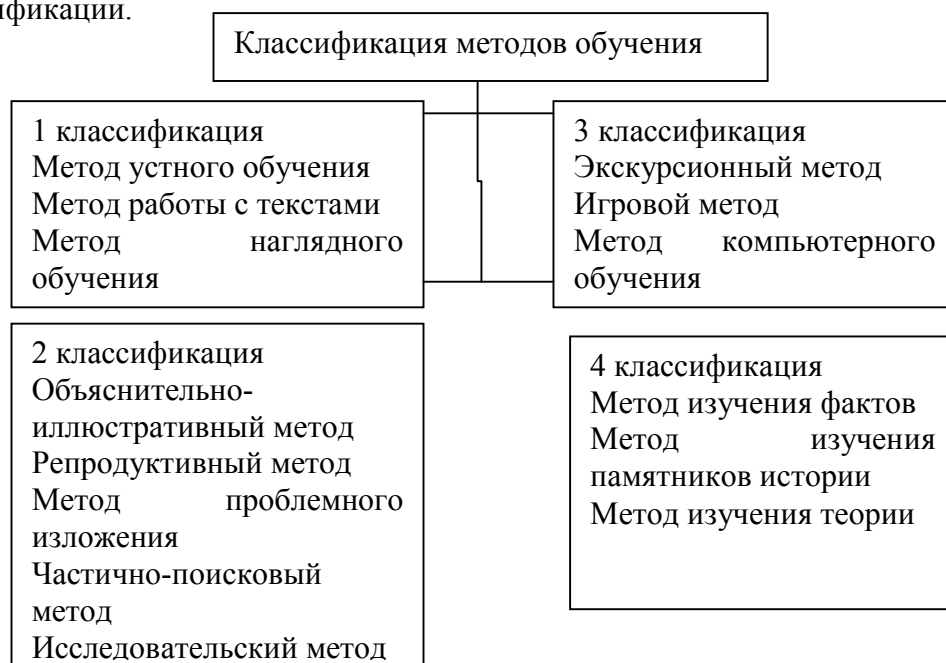 ификации.
Классификация методов обучения
1 классификация
Метод устного обучения
Метод работы с текстами
Метод наглядного
обучения
3 классификация
Экскурсионный метод
Игровой метод
Метод компьютерного
обучения
2 классификация
Объяснительно-
иллюстративный метод
Репродуктивный метод
Метод проблемного
изложения
Частично-поисковый
метод
Исследовательский метод
4 классификация
Метод изучения фактов
Метод изучения
памятников истории
Метод изучения теории